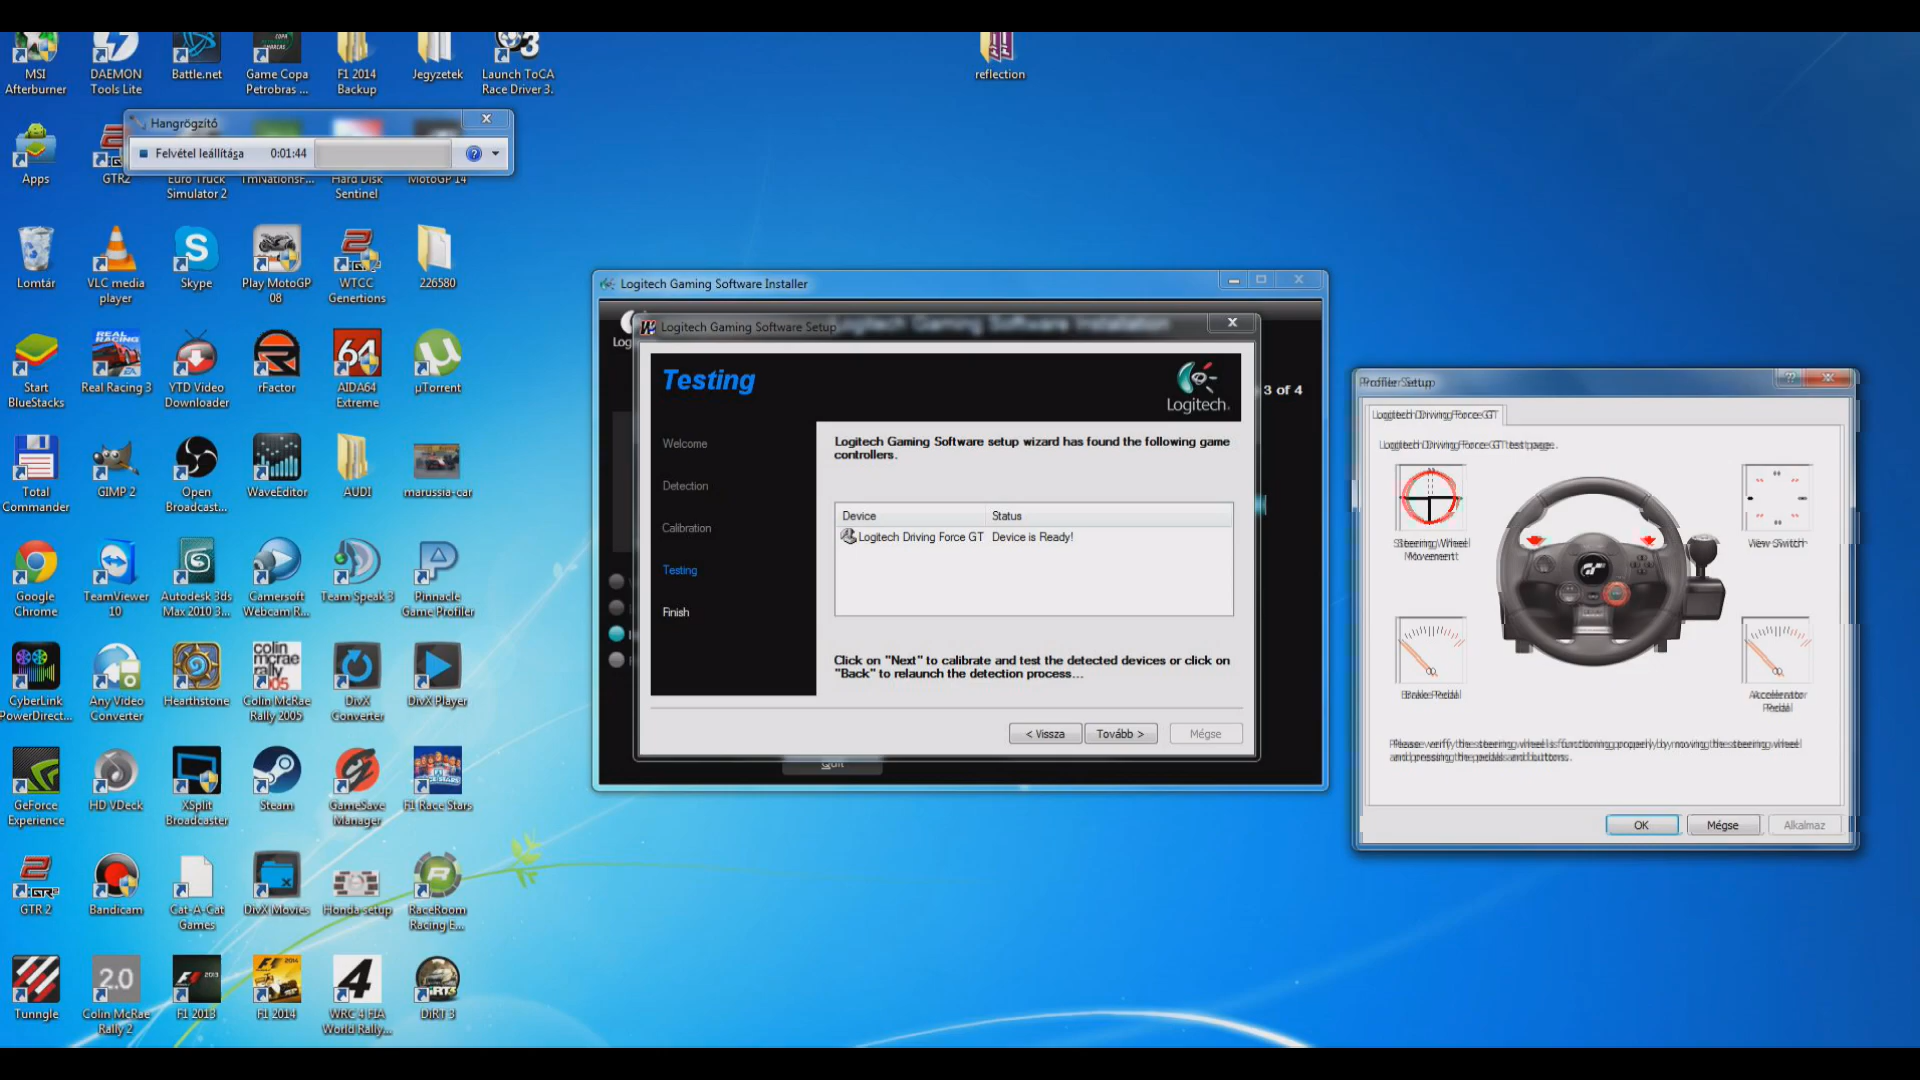 MSI
Afterburner
DAEMON
Tools Lite
Battle.net
Game Copa
Petrobras ...
F1 2014
Backup
Jegyzetek
Launch ToCA
Race Driver 3.
reflection
Hangrögzítő
Felvétel leállítása
0:01:44
Apps
GTR2
Euro Truck
Simulator 2
TmNationsF...
Hard Disk
Sentinel
MotoGP 14
Lomtár
VLC media
player
Skype
Play MotoGP
08
WTCC
Genertions
226580
Start
BlueStacks
Real Racing 3
YTD Video
Downloader
rFactor
AIDA64
Extreme
µTorrent
Total
Commander
GIMP 2
Open
Broadcast...
WaveEditor
AUDI
marussia-car
Google
Chrome
TeamViewer
10
Autodesk 3ds
Max 2010 3...
Camersoft
Webcam R...
TeamSpeak 3
Pinnacle
Game Profiler
CyberLink
PowerDirect...
Any Video
Converter
Hearthstone
Colin McRae
Rally 2005
DivX
Converter
DivX Player
GeForce
Experience
HD VDeck
XSplit
Broadcaster
Steam
GameSave
Manager
F1 Race Stars
GTR 2
Bandicam
Cat-A-Cat
Games
DivX Movies
Honda-setup
RaceRoom
Racing E...
Tunngle
Colin McRae
Rally 2
F1 2013
F1 2014
WRC 4 FIA
World Rally...
DiRT 3
Logitech Gaming Software Installer
Logitech Gaming Software Installation
3 of 4
Quit
Logitech Gaming Software Setup
Testing
Logitech
Welcome
Detection
Calibration
Testing
Finish
Logitech Gaming Software setup wizard has found the following game
controllers.
Device
Status
Logitech Driving Force GT
Device is Ready!
Click on "Next" to calibrate and test the detected devices or click on
"Back" to relaunch the detection process...
< Vissza
Tovább >
Mégse
Profiler Setup
Logitech Driving Force GT
Logitech Driving Force GT test page.
Steering Wheel
Movement
View Switch
Brake Pedal
Accelerator
Pedal
Please verify the steering wheel is functioning properly by moving the steering wheel
and pressing the pedals and buttons.
OK
Mégse
Alkalmaz